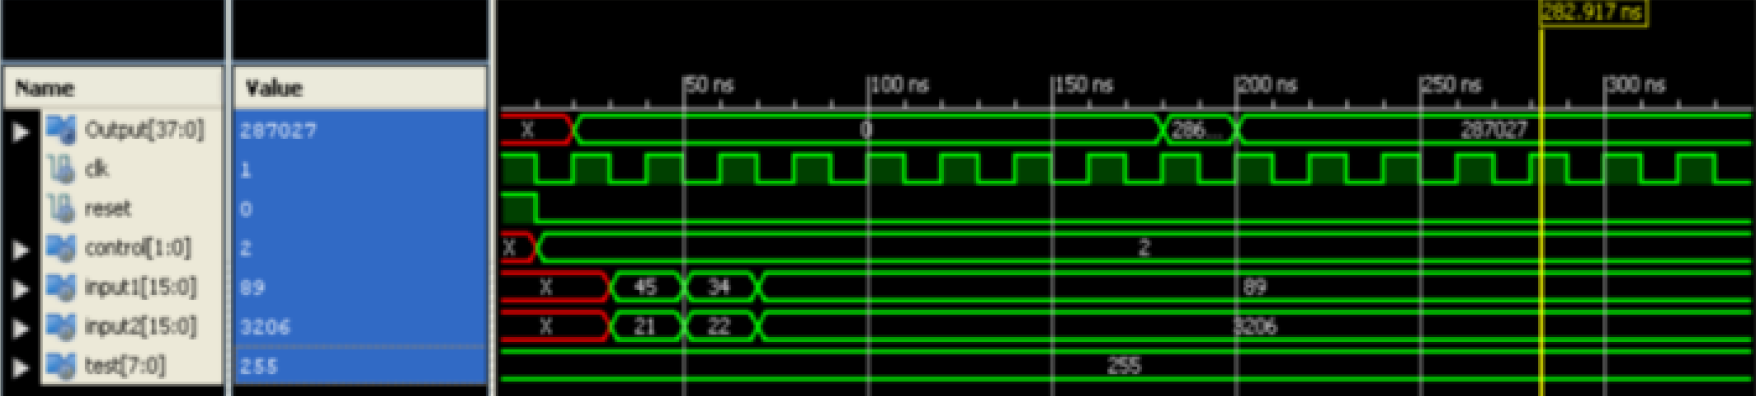 282.917 ns
Name Value 50 ns 100 ns 150 ns 200 ns 250 ns 300 ns
Output[37:0] 287027 X 0 286... 287027
clk 1
reset 0
control[1:0] 2 X 2
input1[15:0] 89 X 45 34 89
input2[15:0] 3206 X 21 22 3206
test[7:0] 255 255